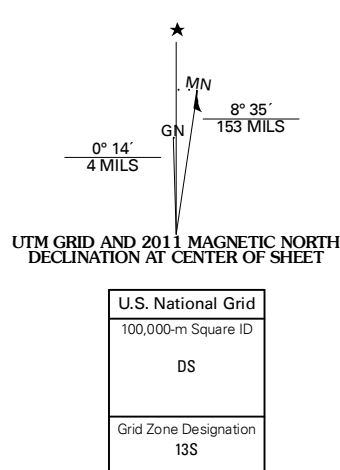 ★
MN
8° 35´
153 MILS
GN
0° 14´
4 MILS
UTM GRID AND 2011 MAGNETIC NORTH
DECLINATION AT CENTER OF SHEET
U.S. National Grid
100,000-m Square ID
DS
Grid Zone Designation
13S